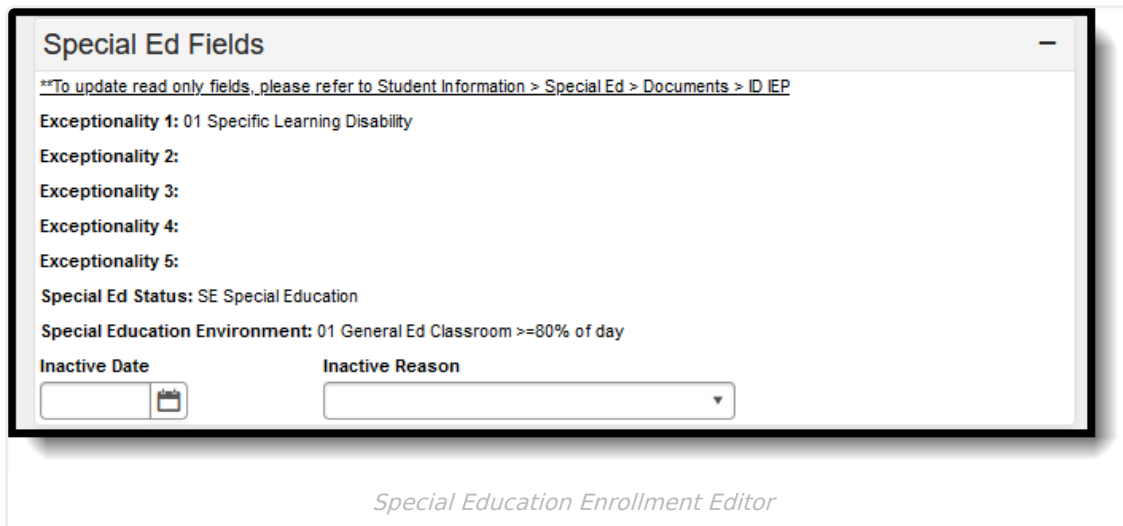 Special Ed Fields
**To update read only fields, please refer to Student Information > Special Ed > Documents > ID IEP
Exceptionality 1: 01 Specific Learning Disability
Exceptionality 2:
Exceptionality 3:
Exceptionality 4:
Exceptionality 5:
Special Ed Status: SE Special Education
Special Education Environment: 01 General Ed Classroom >=80% of day
Inactive Date Inactive Reason
Special Education Enrollment Editor